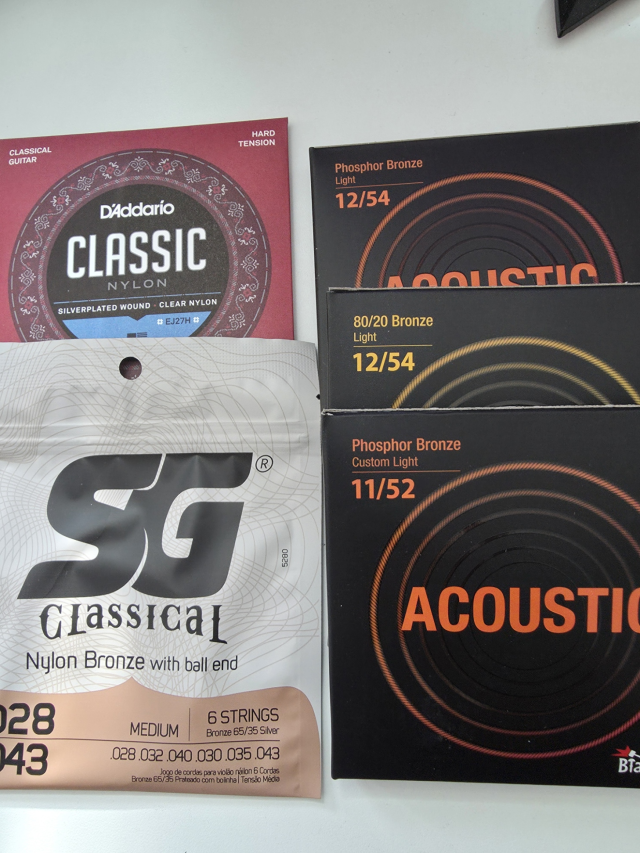 CLASSICAL
GUITAR
HARD
TENSION
D'Addario
CLASSIC
NYLON
SILVERPLATED WOUND · CLEAR NYLON
EJ27H
SG®
5280
Classical
Nylon Bronze with ball end
028
043
MEDIUM
6 STRINGS
Bronze 65/35 Silver
.028 .032 .040 .030 .035 .043
Jogo de cordas para violão náilon 6 Cordas
Bronze 65/35 Prateado com bolinha | Tensão Média
Phosphor Bronze
Light
12/54
ACOUSTIC
80/20 Bronze
Light
12/54
Phosphor Bronze
Custom Light
11/52
ACOUSTIC